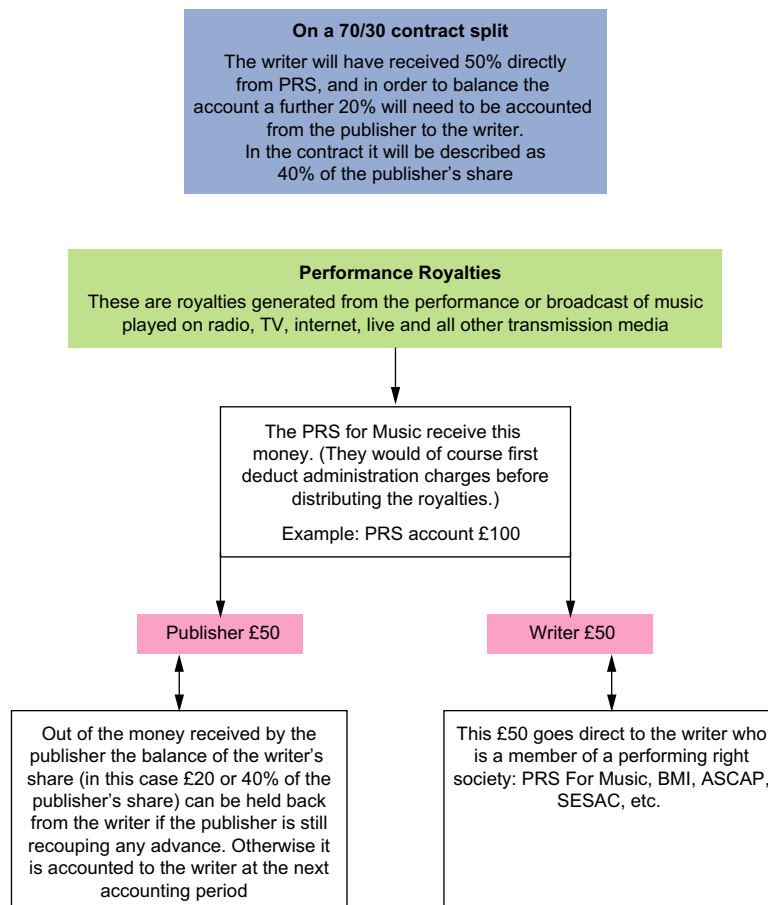 On a 70/30 contract split
The writer will have received 50% directly
from PRS, and in order to balance the
account a further 20% will need to be accounted
from the publisher to the writer.
In the contract it will be described as
40% of the publisher’s share
Performance Royalties
These are royalties generated from the performance or broadcast of music
played on radio, TV, internet, live and all other transmission media
The PRS for Music receive this
money. (They would of course first
deduct administration charges before
distributing the royalties.)
Example: PRS account £100
Publisher £50
Writer £50
Out of the money received by the
publisher the balance of the writer’s
share (in this case £20 or 40% of the
publisher’s share) can be held back
from the writer if the publisher is still
recouping any advance. Otherwise it
is accounted to the writer at the next
accounting period
This £50 goes direct to the writer who
is a member of a performing right
society: PRS For Music, BMI, ASCAP,
SESAC, etc.